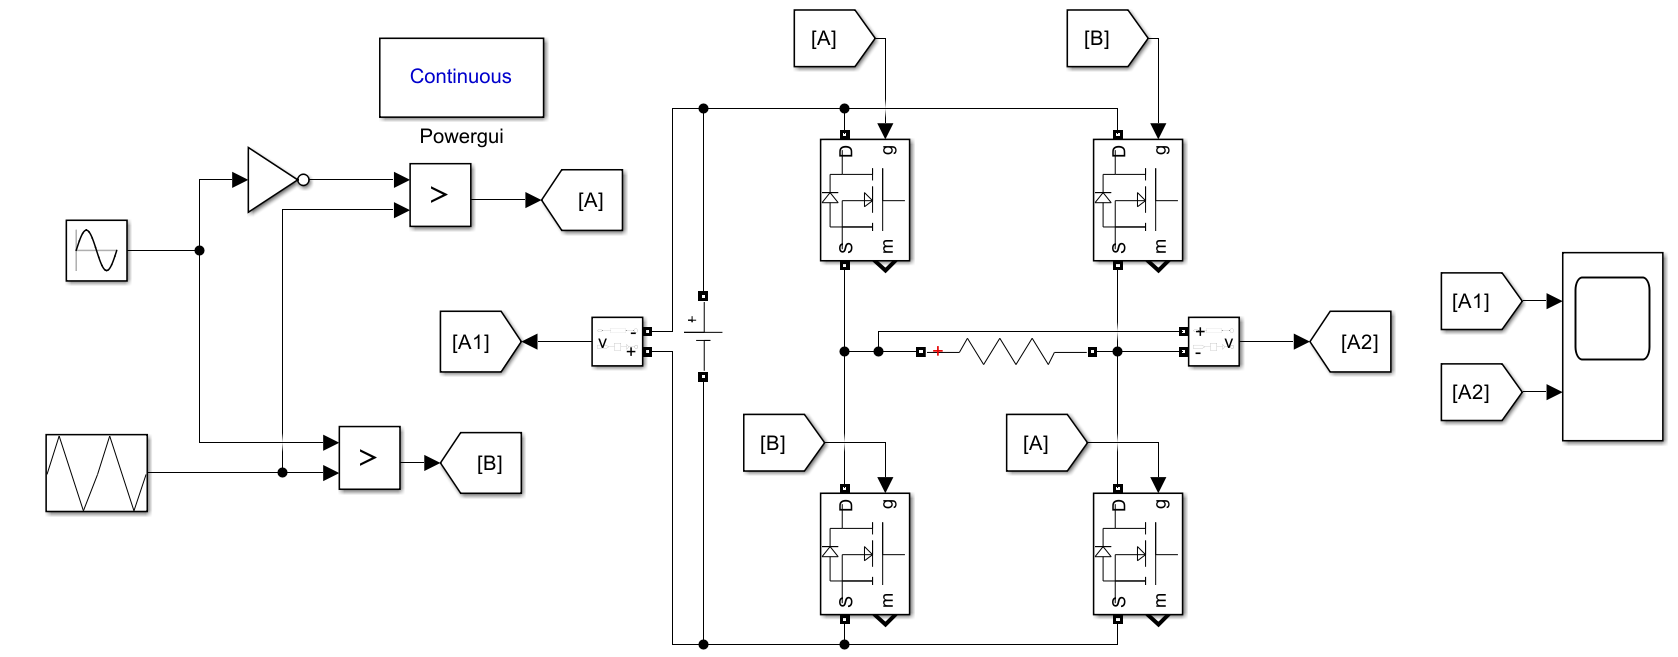 [A]
[B]
Continuous
Powergui
D
g
D
g
>
[A]
S
m
S
m
[A1]
-
+
v
+
+
+
-
v
[A2]
[A1]
[A2]
[B]
[A]
>
[B]
D
g
D
g
S
m
S
m